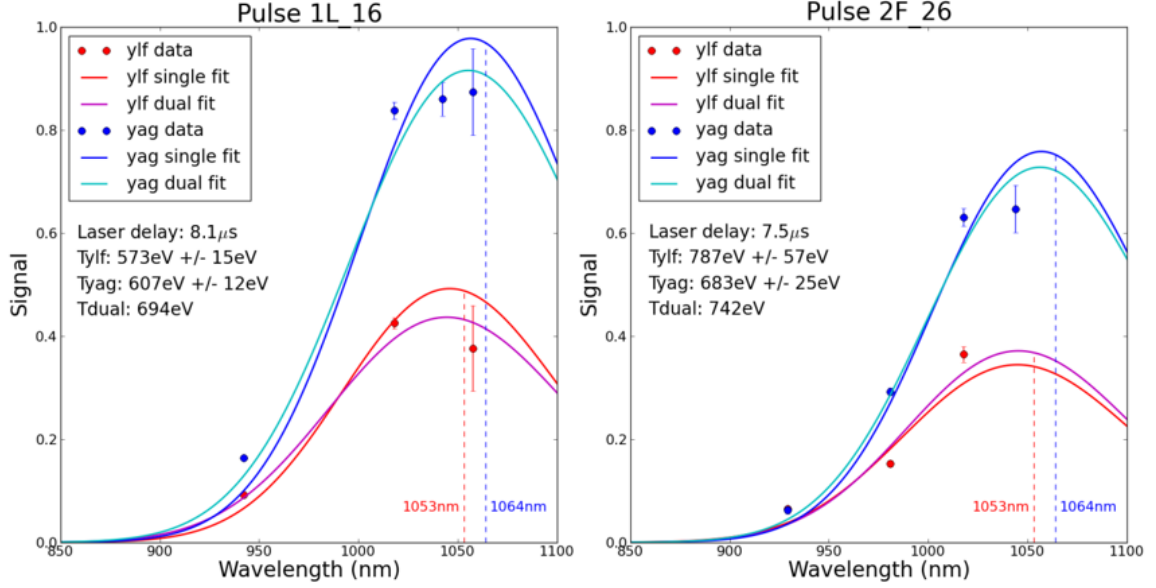 Pulse 1L_16
1.0
0.8
0.6
0.4
0.2
0.0
Signal
ylf data
ylf single fit
ylf dual fit
yag data
yag single fit
yag dual fit
Laser delay: 8.1μs
Tylf: 573eV +/- 15eV
Tyag: 607eV +/- 12eV
Tdual: 694eV
1053nm
1064nm
850
900
950
1000
1050
1100
Wavelength (nm)
Pulse 2F_26
1.0
0.8
0.6
0.4
0.2
0.0
Signal
ylf data
ylf single fit
ylf dual fit
yag data
yag single fit
yag dual fit
Laser delay: 7.5μs
Tylf: 787eV +/- 57eV
Tyag: 683eV +/- 25eV
Tdual: 742eV
1053nm
1064nm
850
900
950
1000
1050
1100
Wavelength (nm)